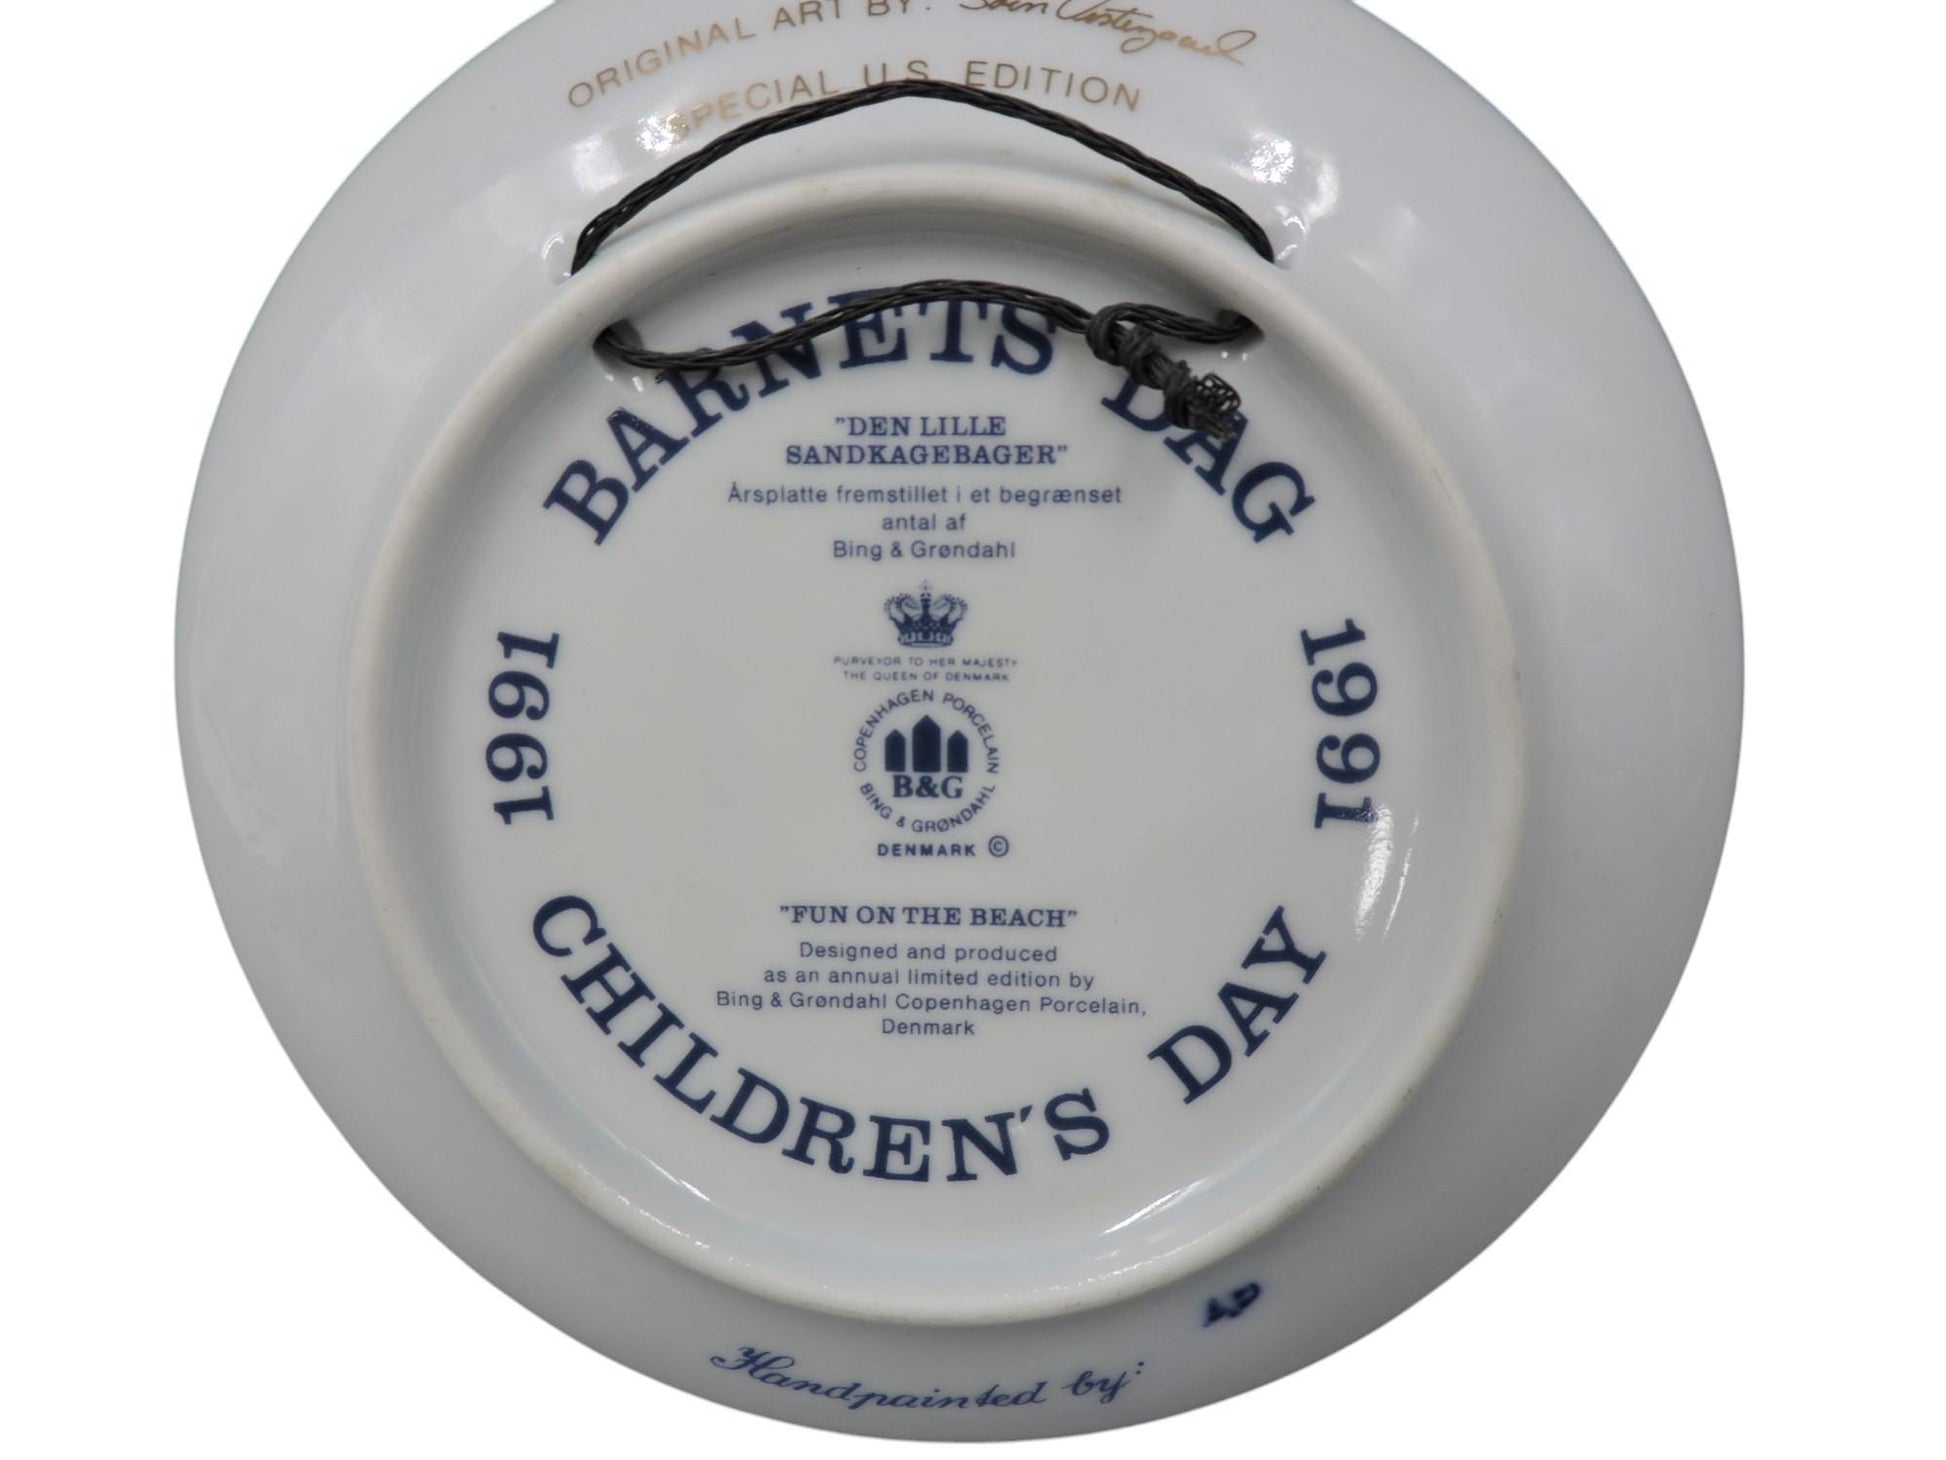 ORIGINAL ART BY:
SPECIAL U.S. EDITION
BARNETS DAG
"DEN LILLE
SANDKAGEBAGER"
Årsplatte fremstillet i et begrænset
antal af
Bing & Grøndahl
PURVEYOR TO HER MAJESTY
THE QUEEN OF DENMARK
COPENHAGEN PORCELAIN
B&G
BING & GRØNDAHL
DENMARK ©
1991
1991
"FUN ON THE BEACH"
Designed and produced
as an annual limited edition by
Bing & Grøndahl Copenhagen Porcelain,
Denmark
CHILDREN'S DAY
Handpainted by:
AP